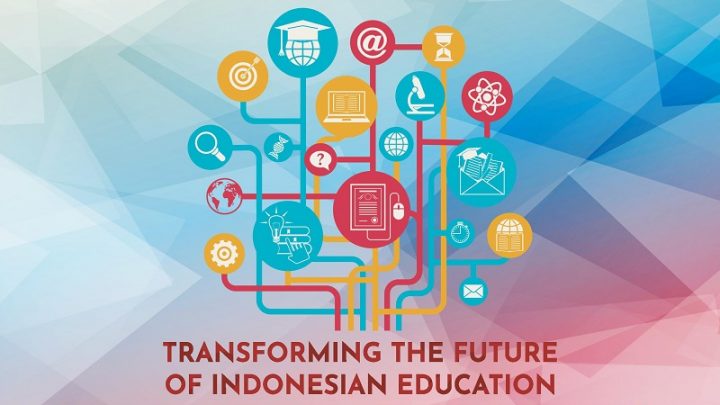 @
?
TRANSFORMING THE FUTURE
OF INDONESIAN EDUCATION